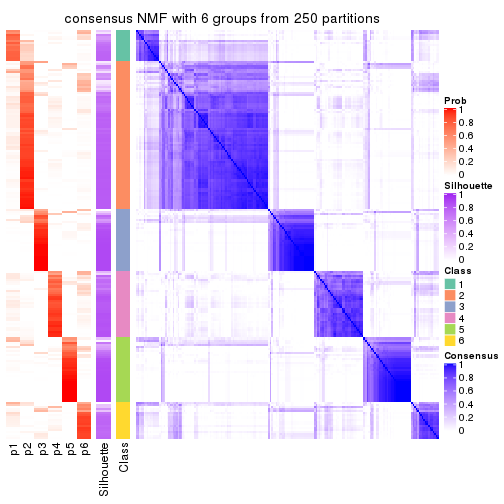 consensus NMF with 6 groups from 250 partitions
Prob
1
0.8
0.6
0.4
0.2
0
Silhouette
1
0.8
0.6
0.4
0.2
0
Class
1
2
3
4
5
6
Consensus
1
0.8
0.6
0.4
0.2
0
p1
p2
p3
p4
p5
p6
Silhouette
Class